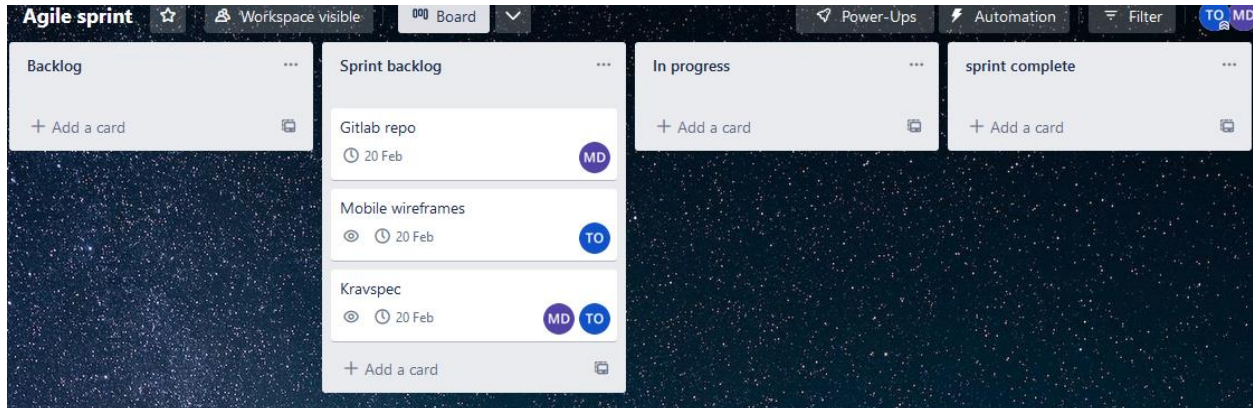 Agile sprint Workspace visible Board Power-Ups Automation Filter TO MD
Backlog
+ Add a card
Sprint backlog
Gitlab repo
20 Feb MD
Mobile wireframes
20 Feb TO
Kravspec
20 Feb MD TO
+ Add a card
In progress
+ Add a card
sprint complete
+ Add a card